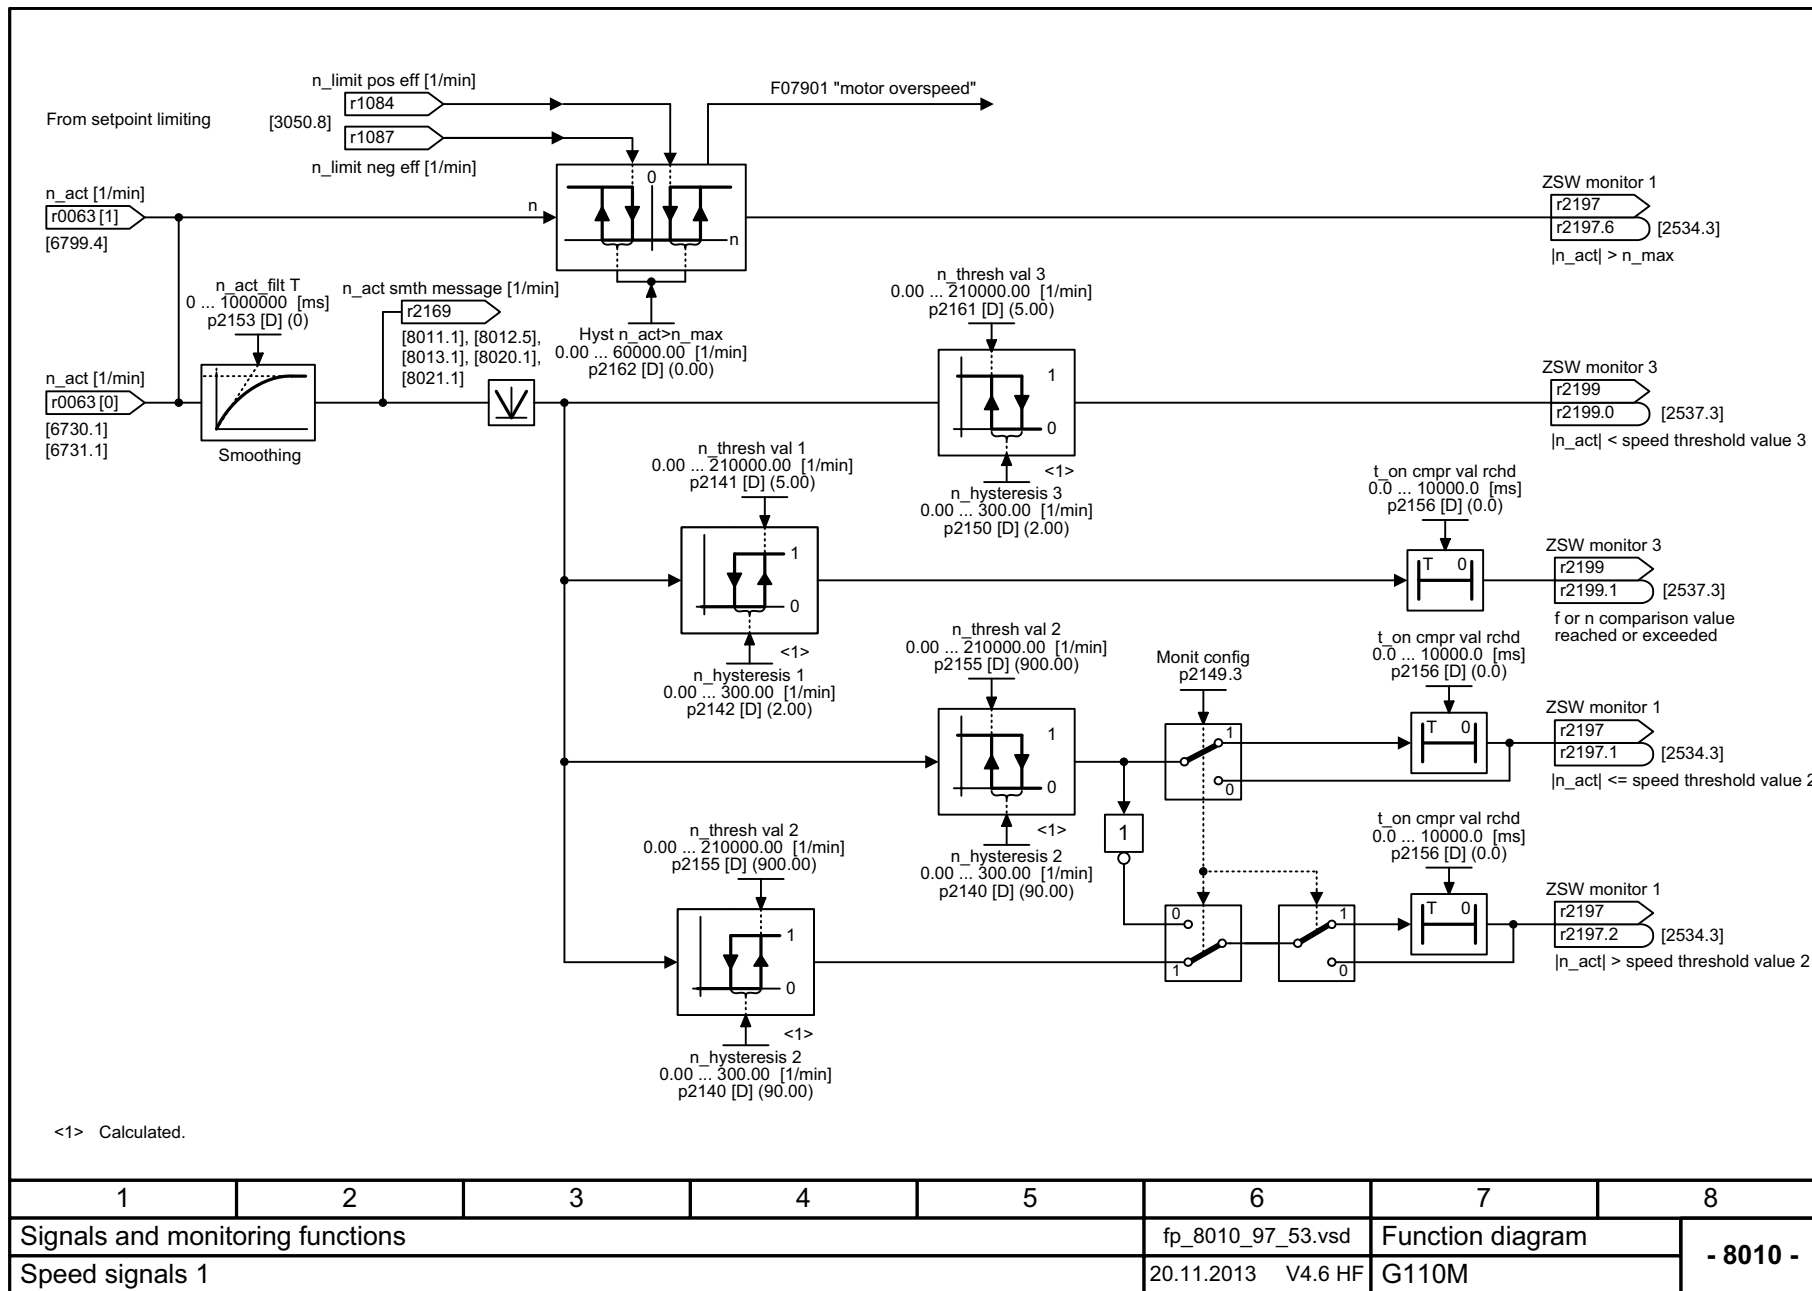 n_limit pos eff [1/min]
r1084
F07901 "motor overspeed"
From setpoint limiting
[3050.8]
r1087
n_limit neg eff [1/min]
0
n
n
n_act [1/min]
r0063 [1]
[6799.4]
ZSW monitor 1
r2197
r2197.6
[2534.3]
|n_act| > n_max
n_act_filt T
0 ... 1000000 [ms]
p2153 [D] (0)
n_act smth message [1/min]
r2169
[8011.1], [8012.5],
[8013.1], [8020.1],
[8021.1]
Hyst n_act>n_max
0.00 ... 60000.00 [1/min]
p2162 [D] (0.00)
n_thresh val 3
0.00 ... 210000.00 [1/min]
p2161 [D] (5.00)
1
0
<1>
n_hysteresis 3
0.00 ... 300.00 [1/min]
p2150 [D] (2.00)
n_act [1/min]
r0063 [0]
[6730.1]
[6731.1]
Smoothing
ZSW monitor 3
r2199
r2199.0
[2537.3]
|n_act| < speed threshold value 3
n_thresh val 1
0.00 ... 210000.00 [1/min]
p2141 [D] (5.00)
1
0
<1>
n_hysteresis 1
0.00 ... 300.00 [1/min]
p2142 [D] (2.00)
t_on cmpr val rchd
0.0 ... 10000.0 [ms]
p2156 [D] (0.0)
T 0
ZSW monitor 3
r2199
r2199.1
[2537.3]
f or n comparison value
reached or exceeded
n_thresh val 2
0.00 ... 210000.00 [1/min]
p2155 [D] (900.00)
1
0
<1>
n_hysteresis 2
0.00 ... 300.00 [1/min]
p2140 [D] (90.00)
Monit config
p2149.3
1
0
1
t_on cmpr val rchd
0.0 ... 10000.0 [ms]
p2156 [D] (0.0)
T 0
ZSW monitor 1
r2197
r2197.1
[2534.3]
|n_act| <= speed threshold value 2
n_thresh val 2
0.00 ... 210000.00 [1/min]
p2155 [D] (900.00)
1
0
<1>
n_hysteresis 2
0.00 ... 300.00 [1/min]
p2140 [D] (90.00)
0
1
1
0
t_on cmpr val rchd
0.0 ... 10000.0 [ms]
p2156 [D] (0.0)
T 0
ZSW monitor 1
r2197
r2197.2
[2534.3]
|n_act| > speed threshold value 2
<1> Calculated.
1 2 3 4 5 6 7 8
Signals and monitoring functions
fp_8010_97_53.vsd
Function diagram
- 8010 -
Speed signals 1
20.11.2013 V4.6 HF
G110M